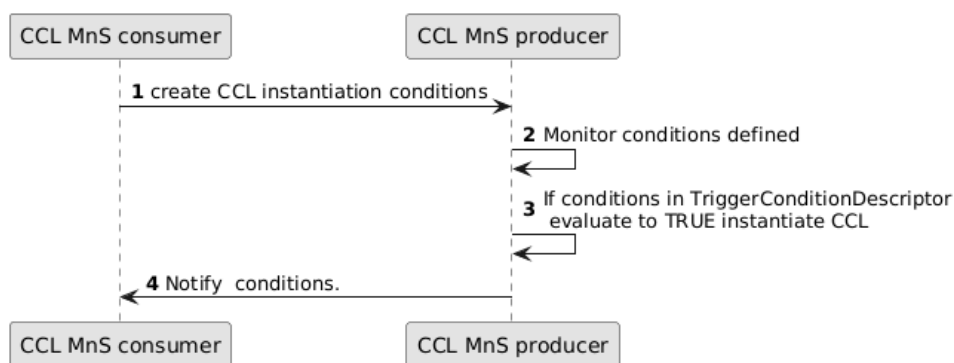 CCL MnS consumer
CCL MnS producer
1 create CCL instantiation conditions
2 Monitor conditions defined
3 If conditions in TriggerConditionDescriptor
evaluate to TRUE instantiate CCL
4 Notify  conditions.
CCL MnS consumer
CCL MnS producer